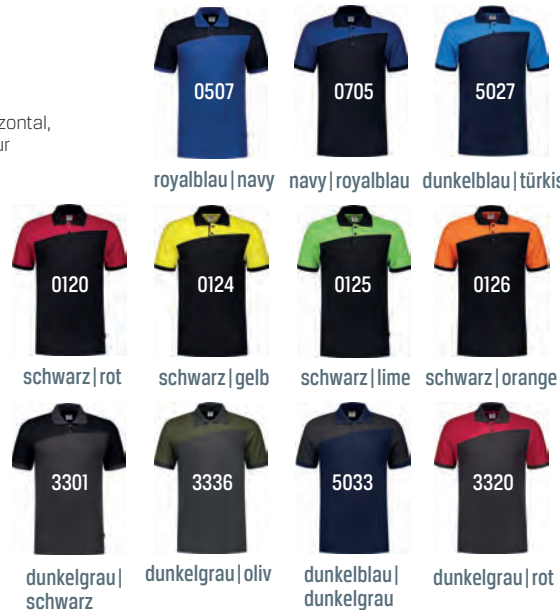 zontal,
ur
0507
0705
5027
royalblau|navy
navy|royalblau
dunkelblau|türkis
0120
0124
0125
0126
schwarz|rot
schwarz|gelb
schwarz|lime
schwarz|orange
3301
3336
5033
3320
dunkelgrau|
schwarz
dunkelgrau|oliv
dunkelblau|
dunkelgrau
dunkelgrau|rot